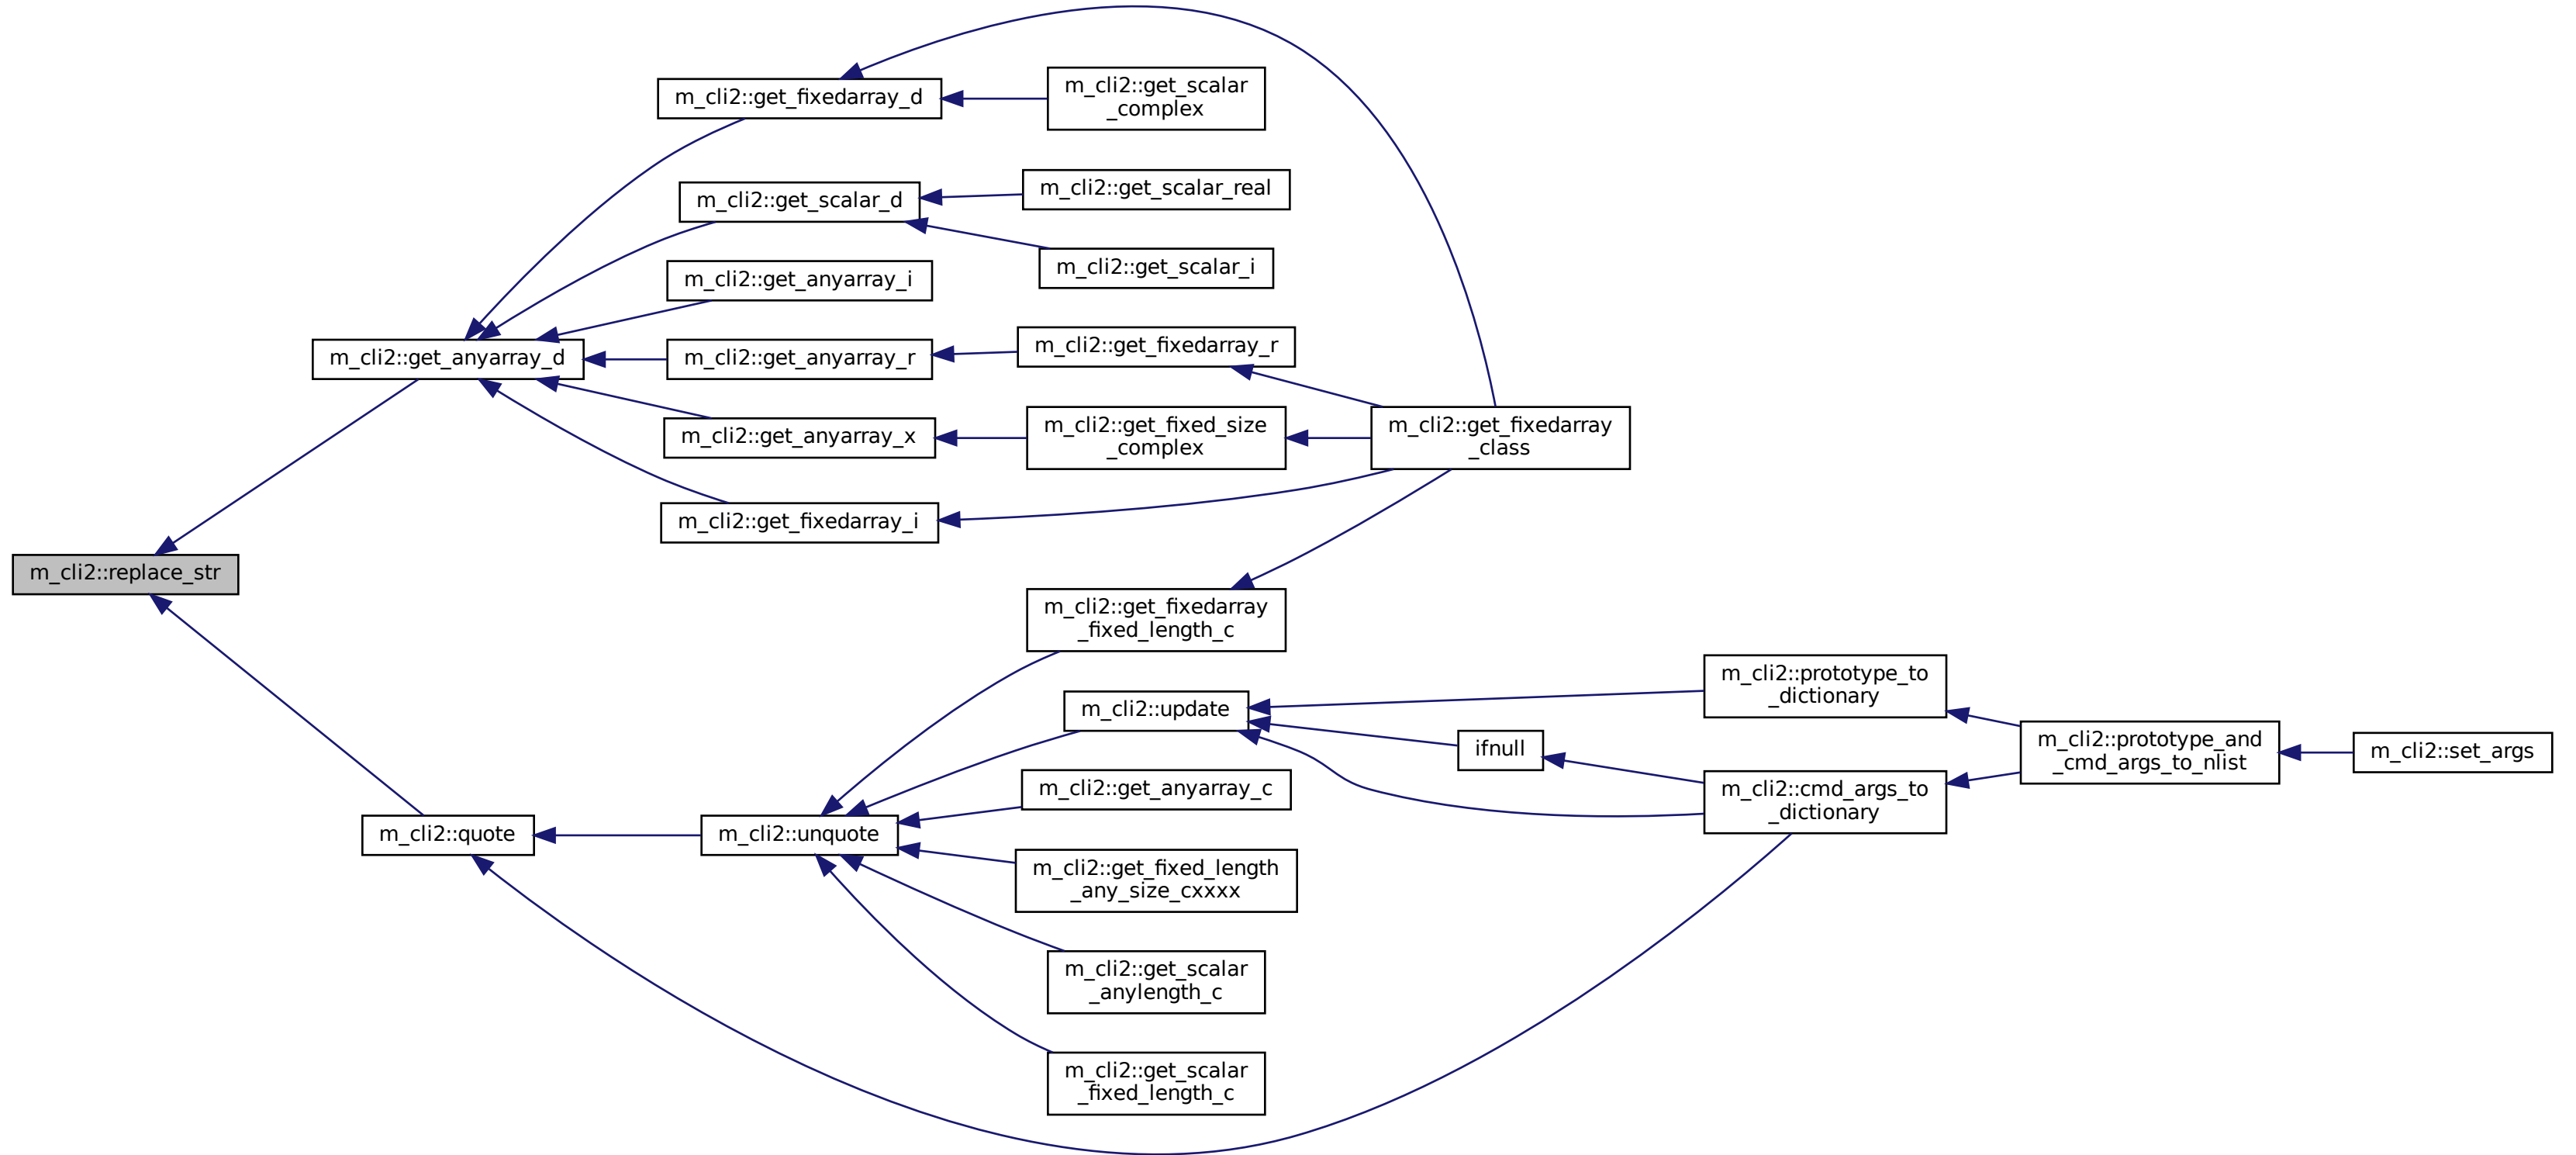 m_cli2::get_fixedarray_d
m_cli2::get_scalar
_complex
m_cli2::get_scalar_d
m_cli2::get_scalar_real
m_cli2::get_scalar_i
m_cli2::get_anyarray_i
m_cli2::get_anyarray_d
m_cli2::get_anyarray_r
m_cli2::get_fixedarray_r
m_cli2::get_anyarray_x
m_cli2::get_fixed_size
_complex
m_cli2::get_fixedarray
_class
m_cli2::get_fixedarray_i
m_cli2::replace_str
m_cli2::get_fixedarray
_fixed_length_c
m_cli2::update
m_cli2::prototype_to
_dictionary
ifnull
m_cli2::prototype_and
_cmd_args_to_nlist
m_cli2::set_args
m_cli2::get_anyarray_c
m_cli2::cmd_args_to
_dictionary
m_cli2::quote
m_cli2::unquote
m_cli2::get_fixed_length
_any_size_cxxxx
m_cli2::get_scalar
_anylength_c
m_cli2::get_scalar
_fixed_length_c